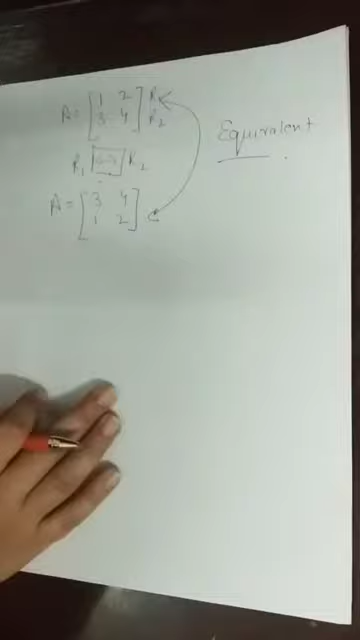 A = [ 1 2 ] R₁
[ 3 4 ] R₂
R₁ ↔ R₂
A = [ 3 4 ]
[ 1 2 ]
Equivalent